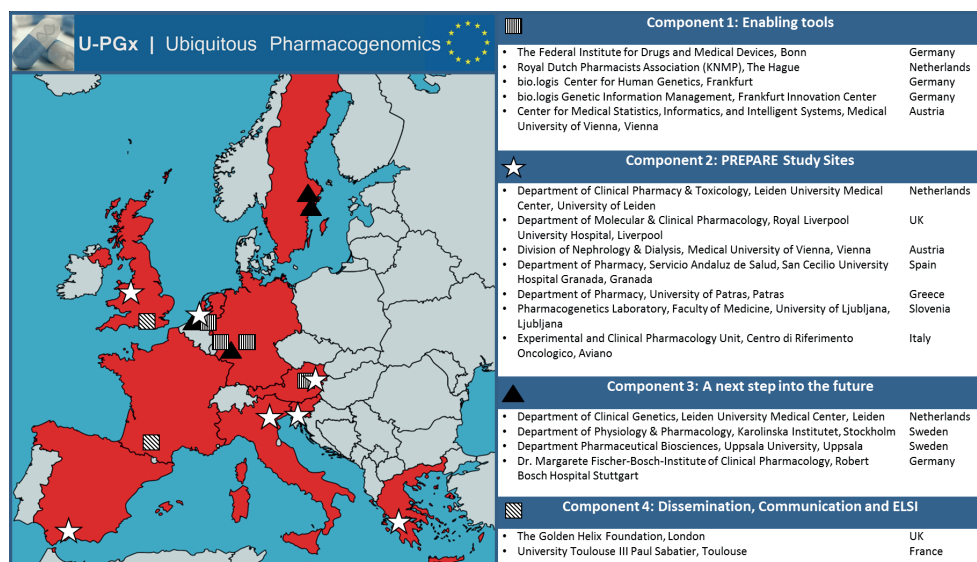 U-PGx | Ubiquitous Pharmacogenomics
Component 1: Enabling tools
• The Federal Institute for Drugs and Medical Devices, Bonn Germany
• Royal Dutch Pharmacists Association (KNMP), The Hague Netherlands
• bio.logis Center for Human Genetics, Frankfurt Germany
• bio.logis Genetic Information Management, Frankfurt Innovation Center Germany
• Center for Medical Statistics, Informatics, and Intelligent Systems, Medical Austria
University of Vienna, Vienna
Component 2: PREPARE Study Sites
• Department of Clinical Pharmacy & Toxicology, Leiden University Medical Netherlands
Center, University of Leiden
• Department of Molecular & Clinical Pharmacology, Royal Liverpool UK
University Hospital, Liverpool
• Division of Nephrology & Dialysis, Medical University of Vienna, Vienna Austria
• Department of Pharmacy, Servicio Andaluz de Salud, San Cecilio University Spain
Hospital Granada, Granada
• Department of Pharmacy, University of Patras, Patras Greece
• Pharmacogenetics Laboratory, Faculty of Medicine, University of Ljubljana, Slovenia
Ljubljana
• Experimental and Clinical Pharmacology Unit, Centro di Riferimento Italy
Oncologico, Aviano
Component 3: A next step into the future
• Department of Clinical Genetics, Leiden University Medical Center, Leiden Netherlands
• Department of Physiology & Pharmacology, Karolinska Institutet, Stockholm Sweden
• Department Pharmaceutical Biosciences, Uppsala University, Uppsala Sweden
• Dr. Margarete Fischer-Bosch-Institute of Clinical Pharmacology, Robert Germany
Bosch Hospital Stuttgart
Component 4: Dissemination, Communication and ELSI
• The Golden Helix Foundation, London UK
• University Toulouse III Paul Sabatier, Toulouse France